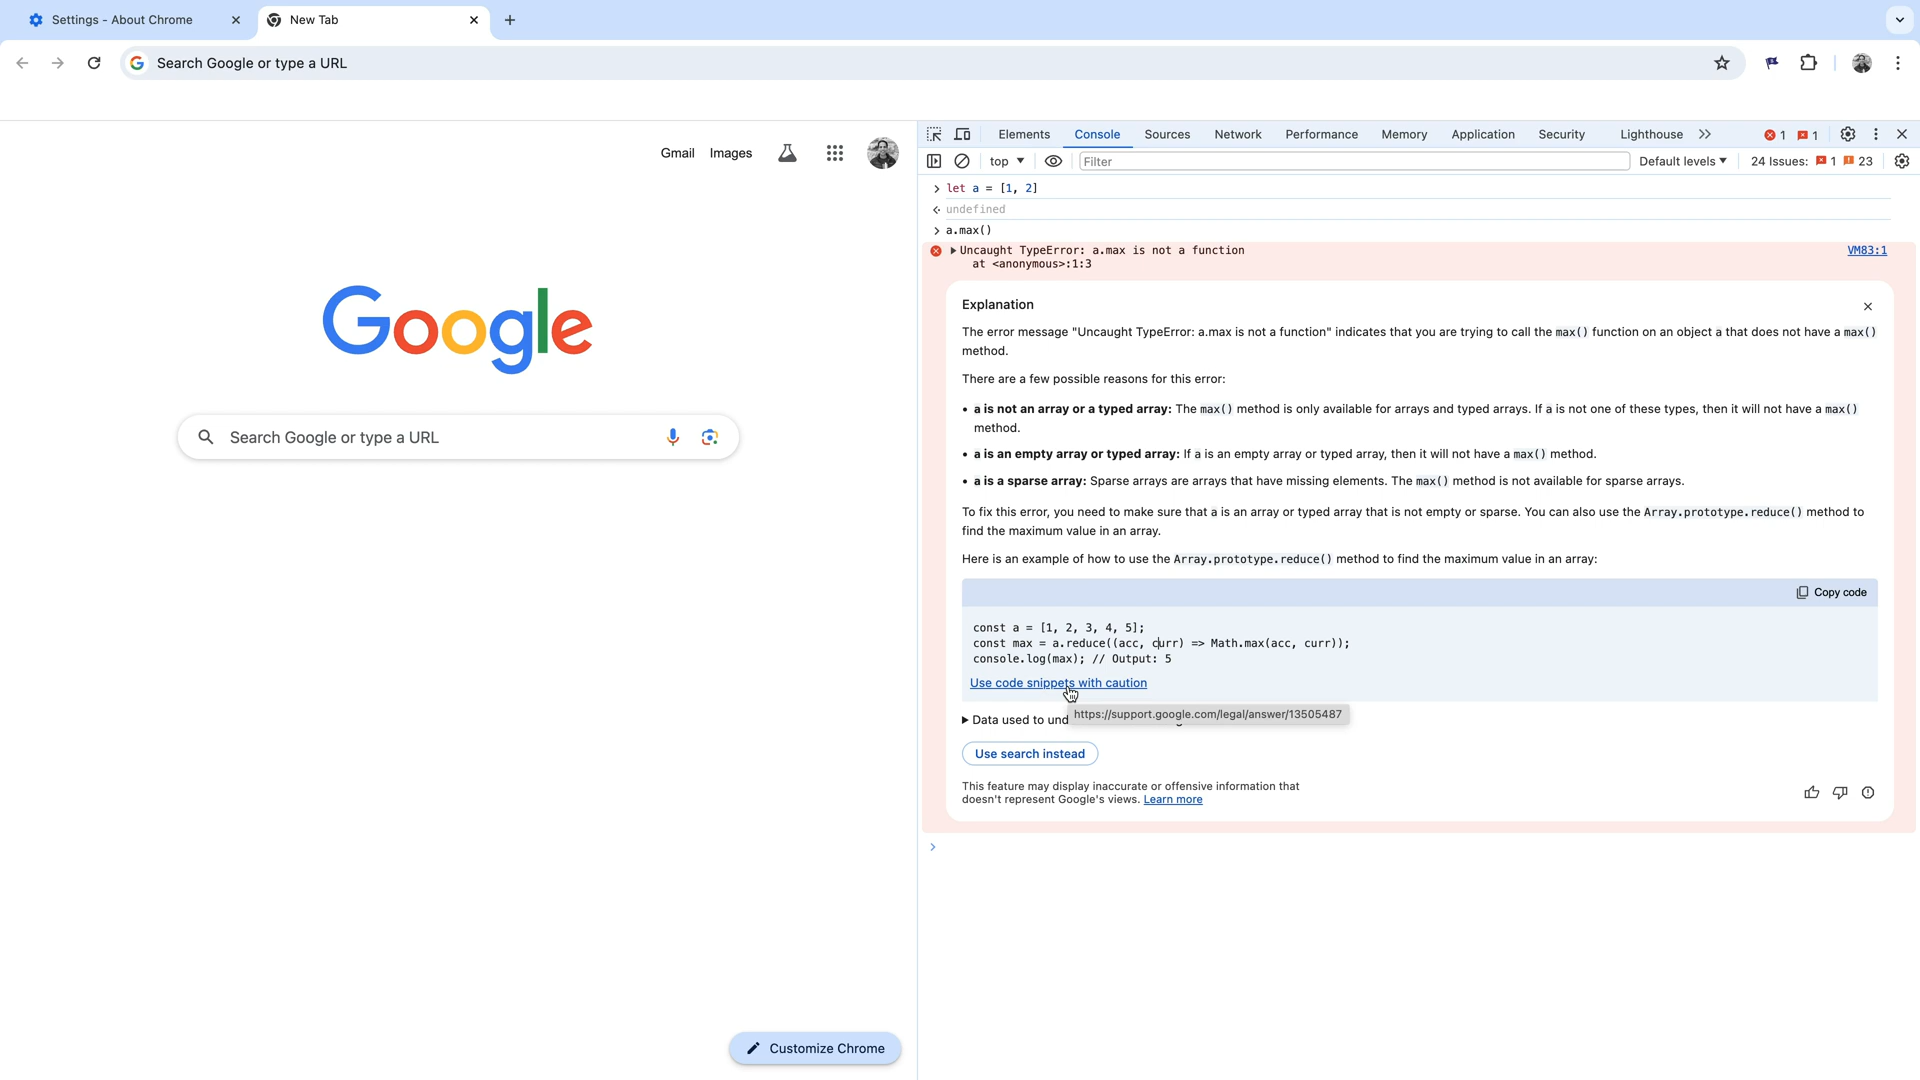 Settings - About Chrome
New Tab
Search Google or type a URL
Gmail Images
Google
Search Google or type a URL
Customize Chrome
Elements Console Sources Network Performance Memory Application Security Lighthouse 1 1
top Filter Default levels 24 Issues: 1 23
let a = [1, 2]
undefined
a.max()
Uncaught TypeError: a.max is not a function VM83:1
at <anonymous>:1:3
Explanation
The error message "Uncaught TypeError: a.max is not a function" indicates that you are trying to call the max() function on an object a that does not have a max()
method.
There are a few possible reasons for this error:
• a is not an array or a typed array: The max() method is only available for arrays and typed arrays. If a is not one of these types, then it will not have a max()
method.
• a is an empty array or typed array: If a is an empty array or typed array, then it will not have a max() method.
• a is a sparse array: Sparse arrays are arrays that have missing elements. The max() method is not available for sparse arrays.
To fix this error, you need to make sure that a is an array or typed array that is not empty or sparse. You can also use the Array.prototype.reduce() method to
find the maximum value in an array.
Here is an example of how to use the Array.prototype.reduce() method to find the maximum value in an array:
Copy code
const a = [1, 2, 3, 4, 5];
const max = a.reduce((acc, curr) => Math.max(acc, curr));
console.log(max); // Output: 5
Use code snippets with caution
Data used to und
https://support.google.com/legal/answer/13505487
Use search instead
This feature may display inaccurate or offensive information that
doesn't represent Google's views. Learn more